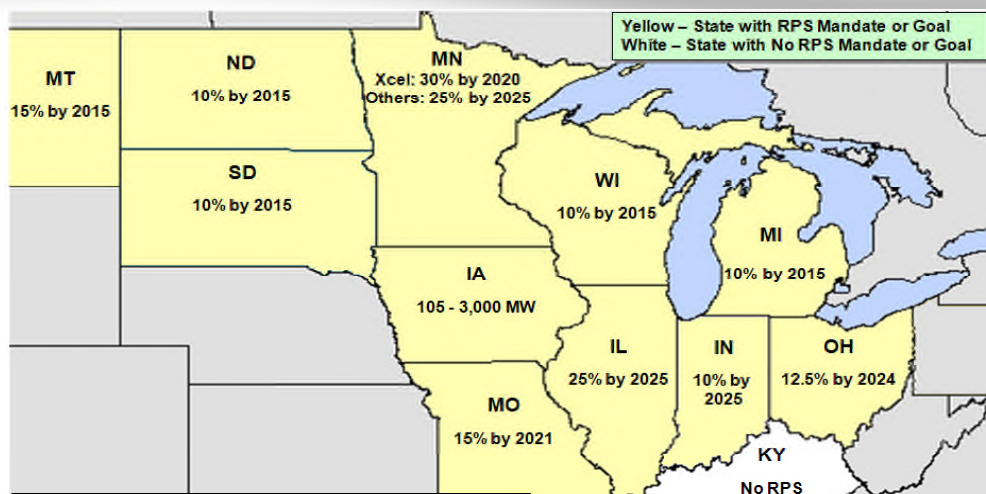 Yellow – State with RPS Mandate or Goal
White – State with No RPS Mandate or Goal
MT
15% by 2015
ND
10% by 2015
MN
Xcel: 30% by 2020
Others: 25% by 2025
SD
10% by 2015
WI
10% by 2015
MI
10% by 2015
IA
105 - 3,000 MW
IL
25% by 2025
IN
10% by
2025
OH
12.5% by 2024
MO
15% by 2021
KY
No RPS